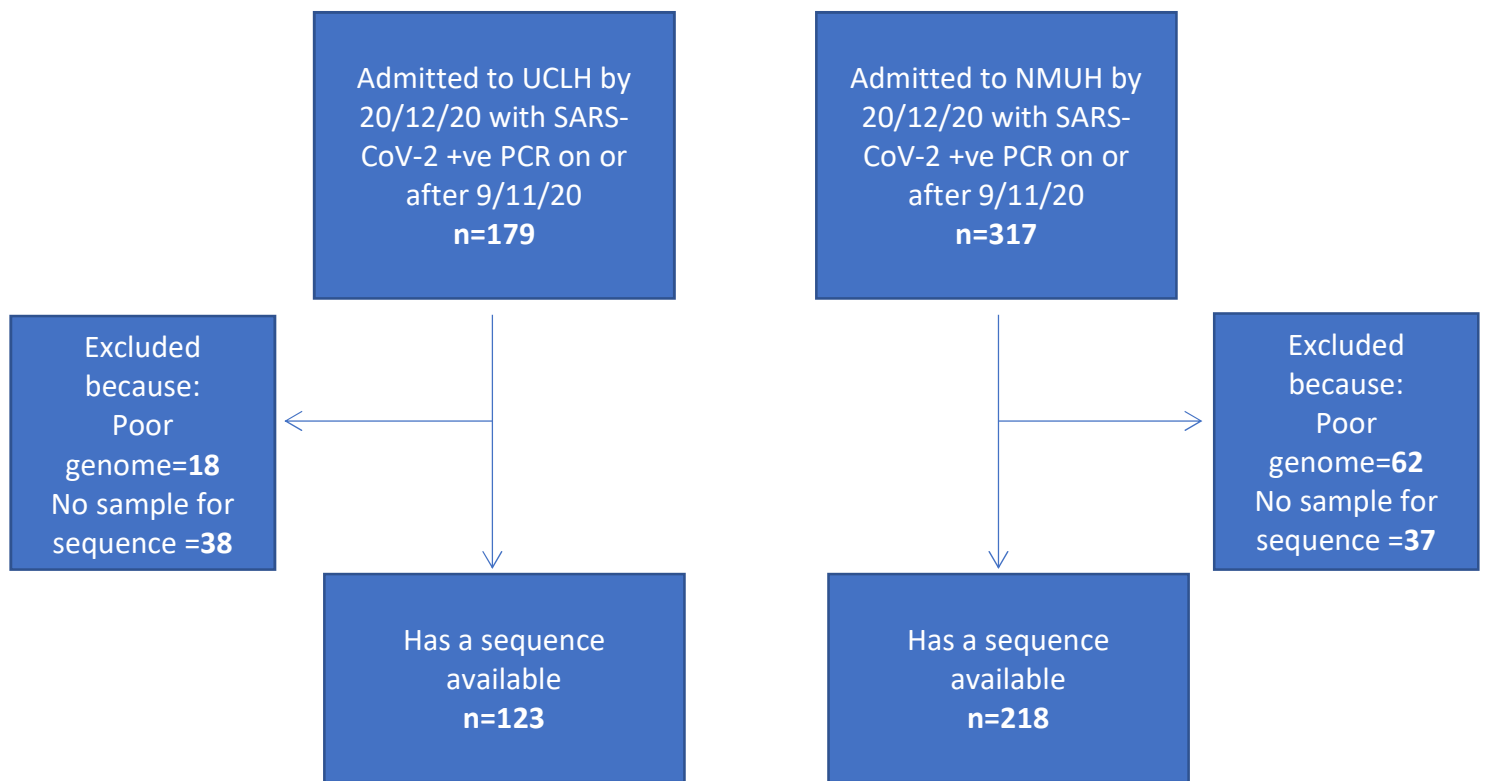 Admitted to UCLH by
20/12/20 with SARS-
CoV-2 +ve PCR on or
after 9/11/20
n=179
Admitted to NMUH by
20/12/20 with SARS-
CoV-2 +ve PCR on or
after 9/11/20
n=317
Excluded
because:
Poor
genome=18
No sample for
sequence =38
Excluded
because:
Poor
genome=62
No sample for
sequence =37
Has a sequence
available
n=123
Has a sequence
available
n=218